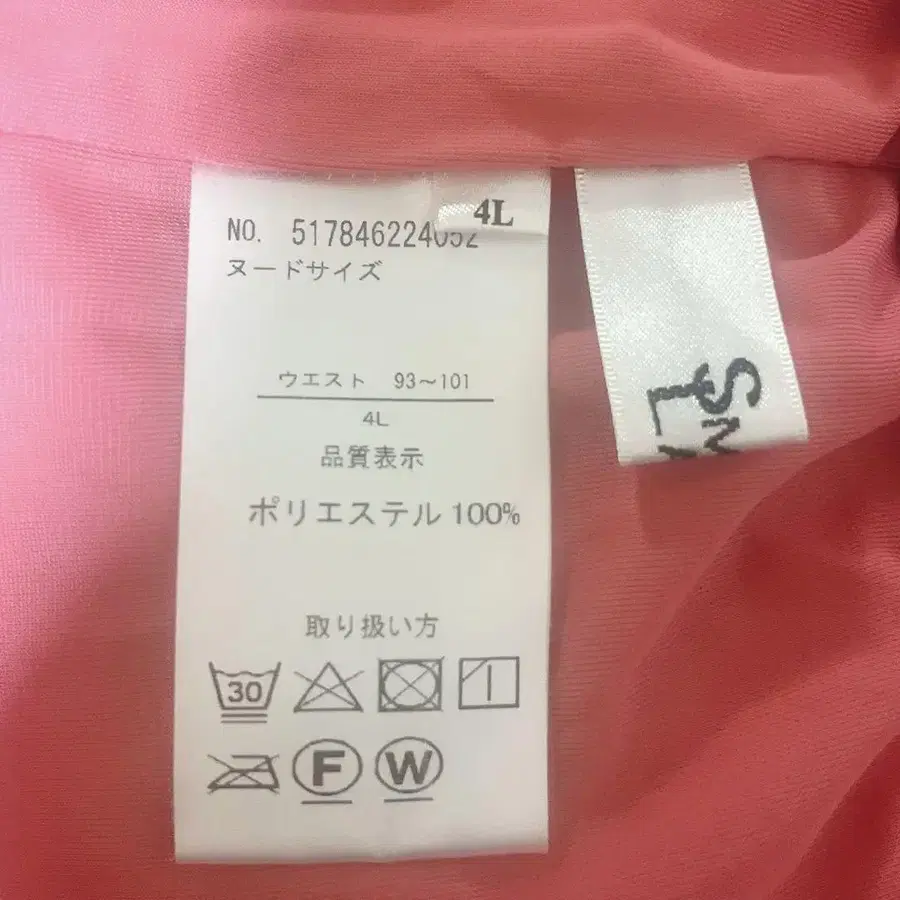 4L
NO. 517846224052
ヌードサイズ
ウエスト 93～101
4L
品質表示
ポリエステル 100%
取り扱い方
30
F
W